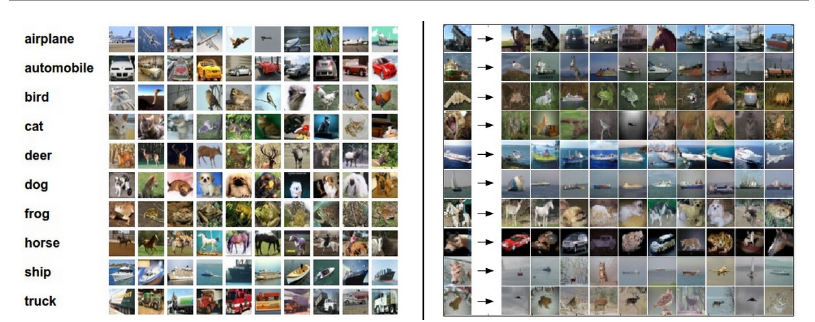 airplane
automobile
bird
cat
deer
dog
frog
horse
ship
truck